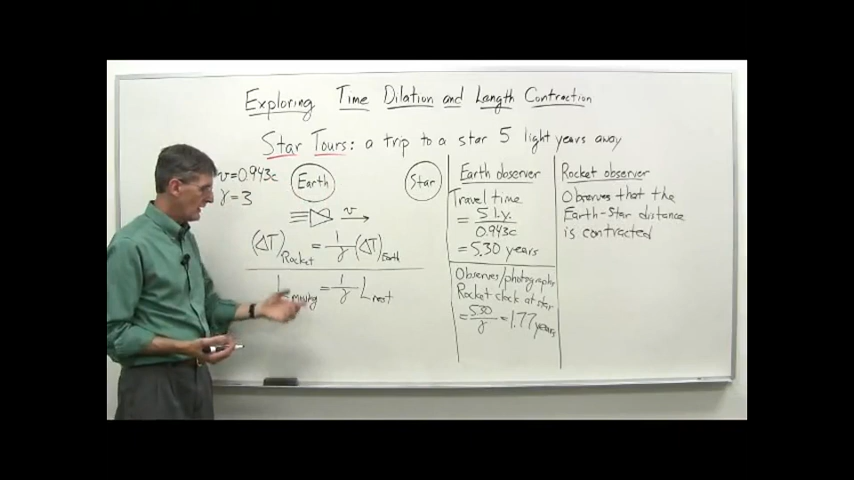 Exploring Time Dilation and Length Contraction
Star Tours: a trip to a star 5 light years away
v=0.943c
γ=3
Earth
Star
v
(ΔT)Rocket = 1/γ (ΔT)Earth
Lmoving = 1/γ Lrest
Earth observer
Travel time
= 5 l.y. / 0.943c
= 5.30 years
Observes/photographs
Rocket clock at star
= 5.30/γ = 1.77 years
Rocket observer
Observes that the
Earth-Star distance
is contracted